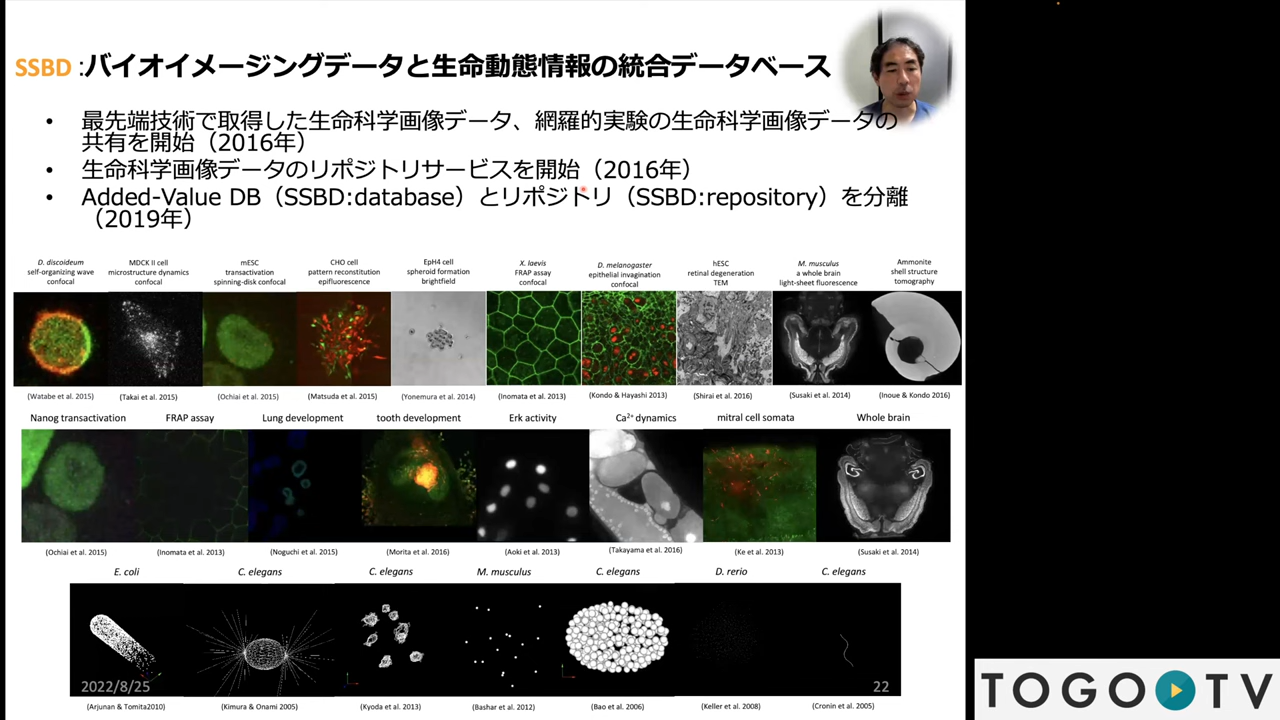 SSBD :バイオイメージングデータと生命動態情報の統合データベース
• 最先端技術で取得した生命科学画像データ、網羅的実験の生命科学画像データの
共有を開始（2016年）
• 生命科学画像データのリポジトリサービスを開始（2016年）
• Added-Value DB（SSBD:database）とリポジトリ（SSBD:repository）を分離
（2019年）
D. discoideum
self-organizing wave
confocal
MDCK II cell
microstructure dynamics
confocal
mESC
transactivation
spinning-disk confocal
CHO cell
pattern reconstitution
epifluorescence
EpH4 cell
spheroid formation
brightfield
X. laevis
FRAP assay
confocal
D. melanogaster
epithelial invagination
confocal
hESC
retinal degeneration
TEM
M. musculus
a whole brain
light-sheet fluorescence
Ammonite
shell structure
tomography
(Watabe et al. 2015)
(Takai et al. 2015)
(Ochiai et al. 2015)
(Matsuda et al. 2015)
(Yonemura et al. 2014)
(Inomata et al. 2013)
(Kondo & Hayashi 2013)
(Shirai et al. 2016)
(Susaki et al. 2014)
(Inoue & Kondo 2016)
Nanog transactivation
FRAP assay
Lung development
tooth development
Erk activity
Ca²⁺ dynamics
mitral cell somata
Whole brain
(Ochiai et al. 2015)
(Inomata et al. 2013)
(Noguchi et al. 2015)
(Morita et al. 2016)
(Aoki et al. 2013)
(Takayama et al. 2016)
(Ke et al. 2013)
(Susaki et al. 2014)
E. coli
C. elegans
C. elegans
M. musculus
C. elegans
D. rerio
C. elegans
2022/8/25
22
(Arjunan & Tomita2010)
(Kimura & Onami 2005)
(Kyoda et al. 2013)
(Bashar et al. 2012)
(Bao et al. 2006)
(Keller et al. 2008)
(Cronin et al. 2005)
TOGO TV